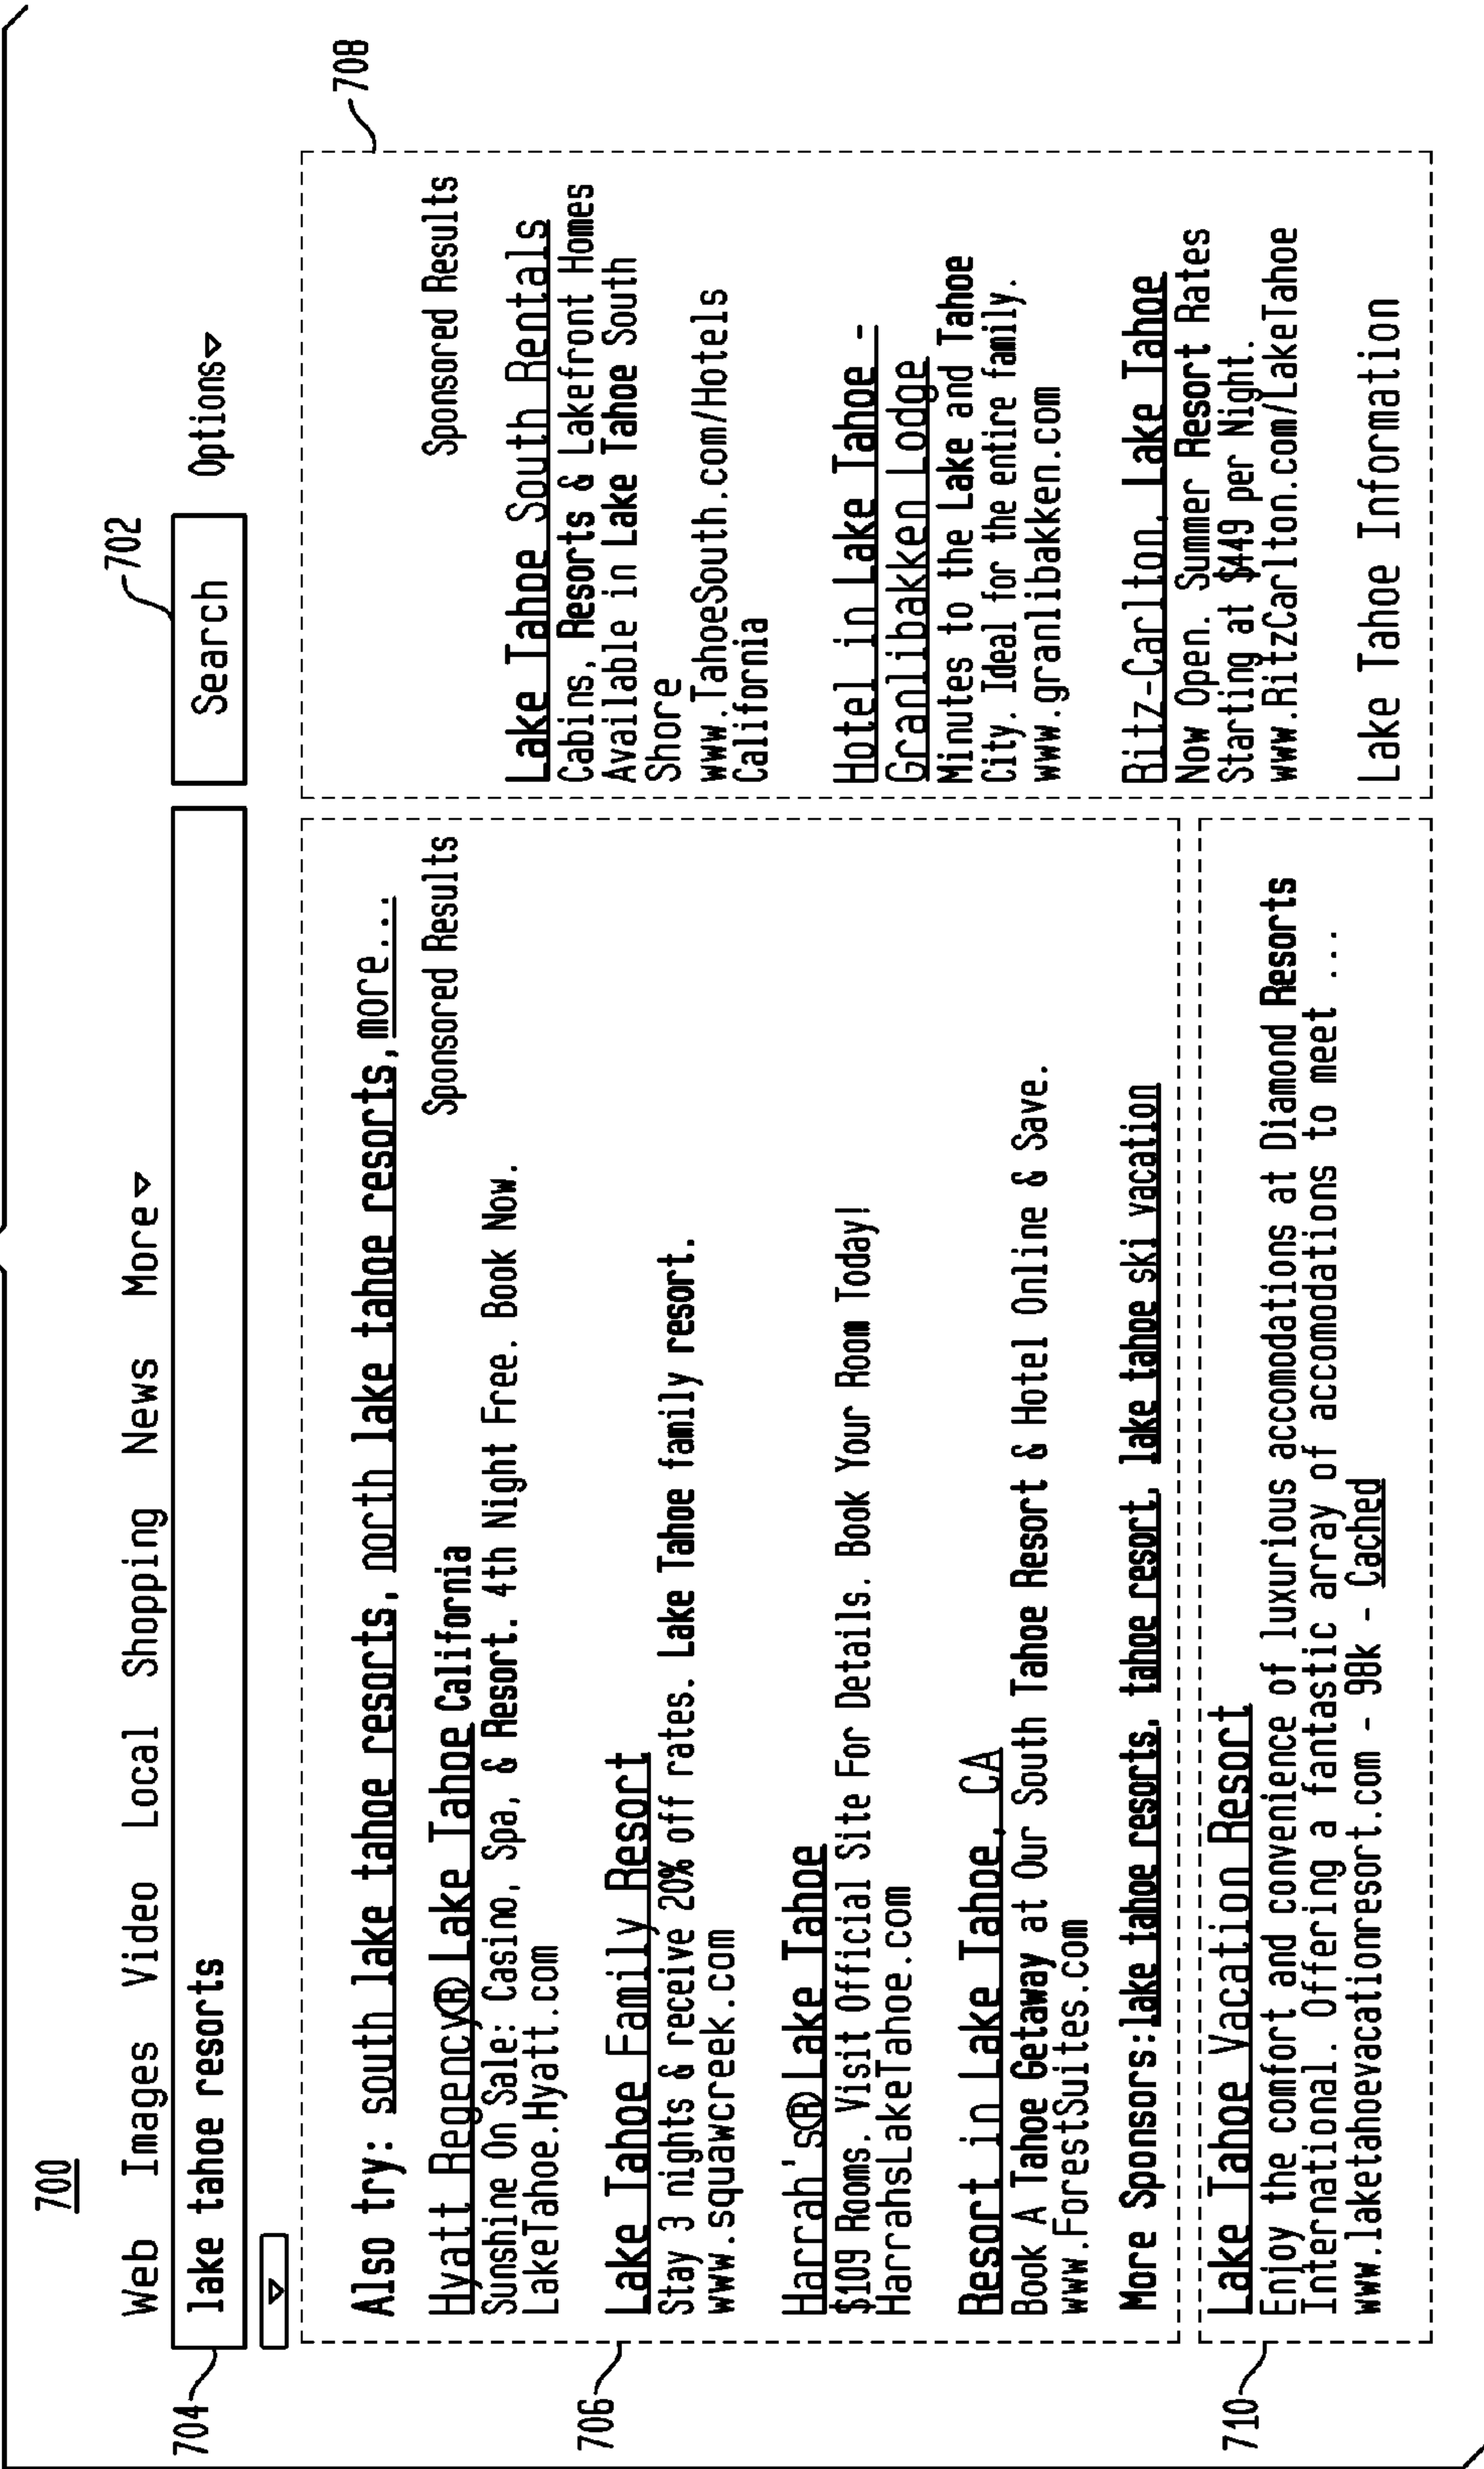 700
Web Images Video Local Shopping News More
704
lake tahoe resorts
Search
702
Options
706
Also try: south lake tahoe resorts, north lake tahoe resorts, more...
Sponsored Results
Hyatt Regency® Lake Tahoe California
Sunshine On Sale: Casino, Spa, & Resort. 4th Night Free. Book Now.
LakeTahoe.Hyatt.com
Lake Tahoe Family Resort
Stay 3 nights & receive 20% off rates. Lake Tahoe family resort.
www.squawcreek.com
Harrah's® Lake Tahoe
$109 Rooms. Visit Official Site For Details. Book Your Room Today!
HarrahsLakeTahoe.com
Resort in Lake Tahoe, CA
Book A Tahoe Getaway at Our South Tahoe Resort & Hotel Online & Save.
www.ForestSuites.com
More Sponsors: lake tahoe resorts, tahoe resort, lake tahoe ski vacation
708
Sponsored Results
Lake Tahoe South Rentals
Cabins, Resorts & Lakefront Homes
Available in Lake Tahoe South
Shore
www.TahoeSouth.com/Hotels
California
Hotel in Lake Tahoe -
Granlibakken Lodge
Minutes to the Lake and Tahoe
City. Ideal for the entire family.
www.granlibakken.com
Ritz-Carlton, Lake Tahoe
Now Open. Summer Resort Rates
Starting at $449 per Night.
www.RitzCarlton.com/LakeTahoe
Lake Tahoe Information
710
Lake Tahoe Vacation Resort
Enjoy the comfort and convenience of luxurious accomodations at Diamond Resorts
International. Offering a fantastic array of accomodations to meet ...
www.laketahoevacationresort.com - 98k - Cached